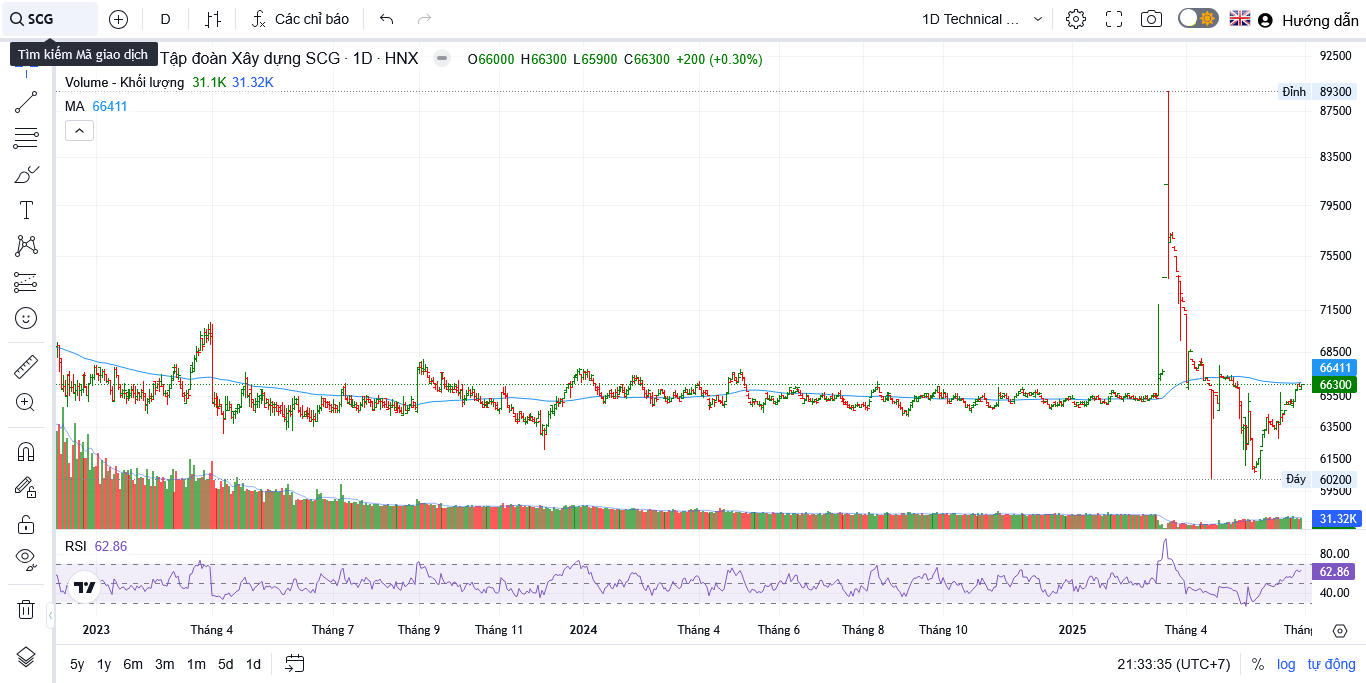 SCG
D
Các chỉ báo
1D Technical ...
Hướng dẫn
Tìm kiếm Mã giao dịch
Tập đoàn Xây dựng SCG · 1D · HNX
O66000 H66300 L65900 C66300 +200 (+0.30%)
Volume - Khối lượng 31.1K 31.32K
MA 66411
92500
Đỉnh 89300
87500
83500
79500
75500
71500
68500
66411
66300
65500
63500
61500
Đáy 60200
59500
31.32K
RSI 62.86
80.00
62.86
40.00
2023 Tháng 4 Tháng 7 Tháng 9 Tháng 11 2024 Tháng 4 Tháng 6 Tháng 8 Tháng 10 2025 Tháng 4 Tháng
5y 1y 6m 3m 1m 5d 1d
21:33:35 (UTC+7) % log tự động